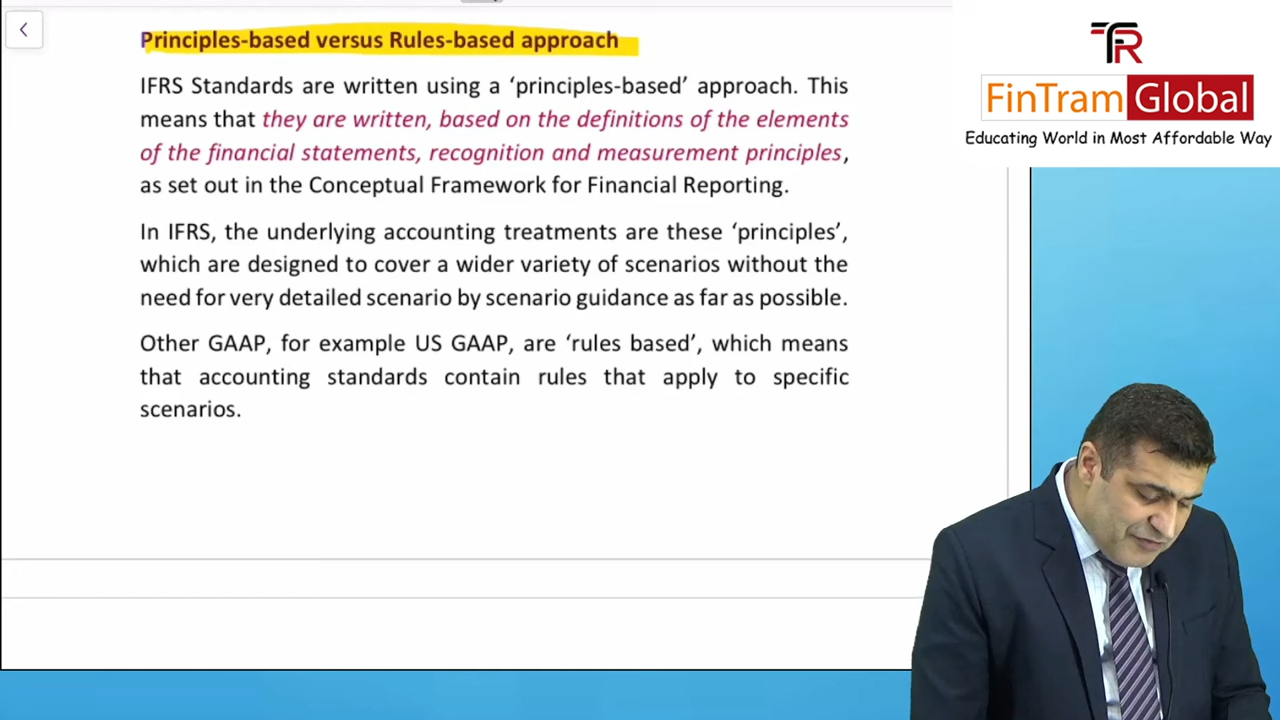 Principles-based versus Rules-based approach
IFRS Standards are written using a ‘principles-based’ approach. This
means that they are written, based on the definitions of the elements
of the financial statements, recognition and measurement principles,
as set out in the Conceptual Framework for Financial Reporting.
In IFRS, the underlying accounting treatments are these ‘principles’,
which are designed to cover a wider variety of scenarios without the
need for very detailed scenario by scenario guidance as far as possible.
Other GAAP, for example US GAAP, are ‘rules based’, which means
that accounting standards contain rules that apply to specific
scenarios.
FinTram Global
Educating World in Most Affordable Way